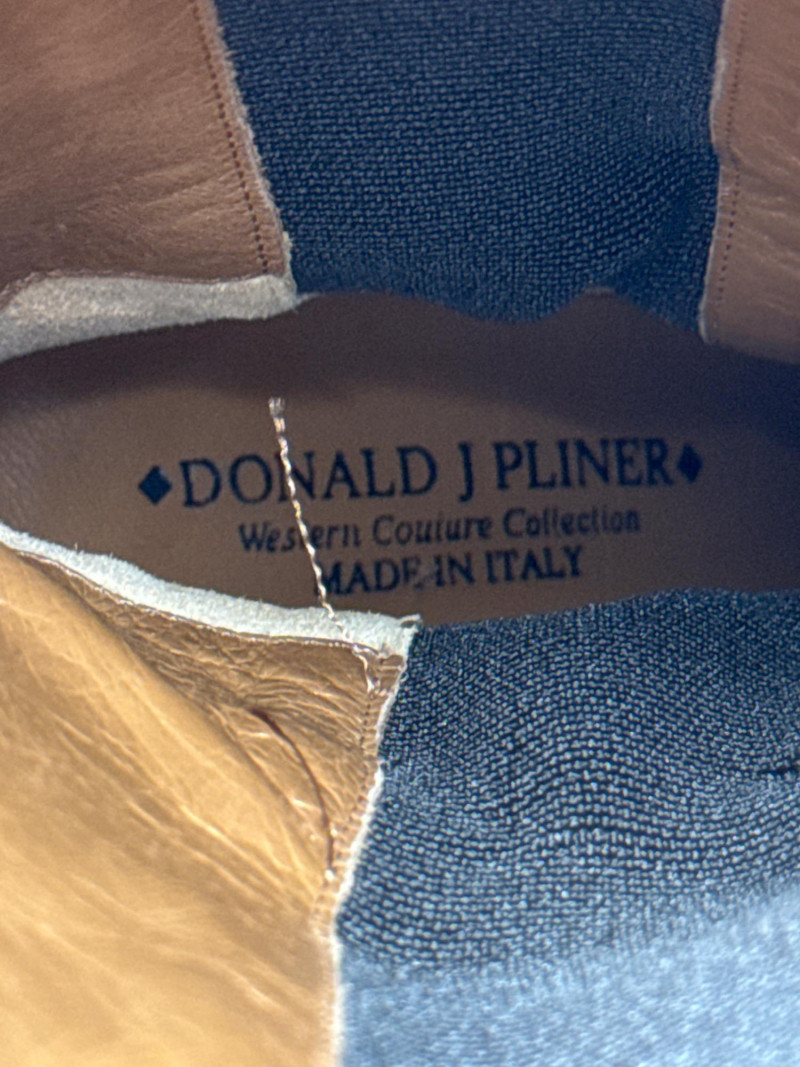 ◆DONALD J PLINER◆
Western Couture Collection
MADE IN ITALY